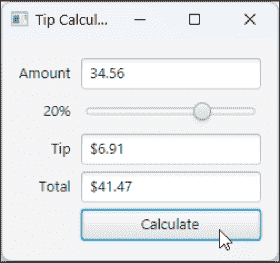 Tip Calcul...
Amount 34.56
20%
Tip $6.91
Total $41.47
Calculate